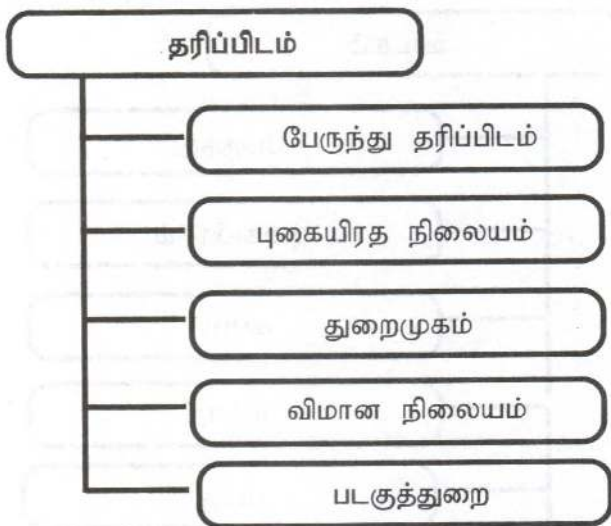 தரிப்பிடம்
பேருந்து தரிப்பிடம்
புகையிரத நிலையம்
துறைமுகம்
விமான நிலையம்
படகுத்துறை